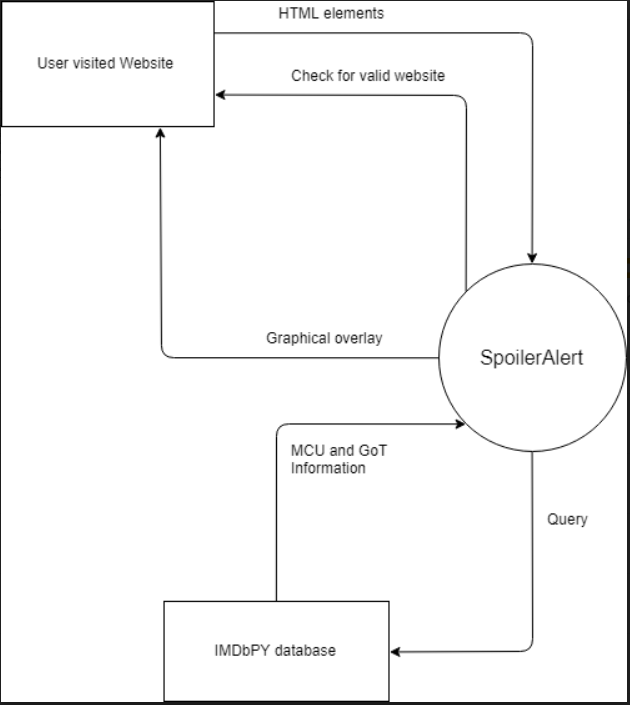 HTML elements
User visited Website
Check for valid website
Graphical overlay
SpoilerAlert
MCU and GoT
Information
Query
IMDbPY database